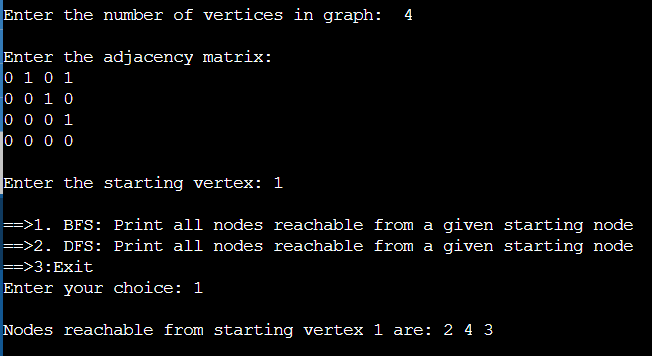 Enter the number of vertices in graph:  4
Enter the adjacency matrix:
0 1 0 1
0 0 1 0
0 0 0 1
0 0 0 0
Enter the starting vertex: 1
==>1. BFS: Print all nodes reachable from a given starting node
==>2. DFS: Print all nodes reachable from a given starting node
==>3:Exit
Enter your choice: 1
Nodes reachable from starting vertex 1 are: 2 4 3